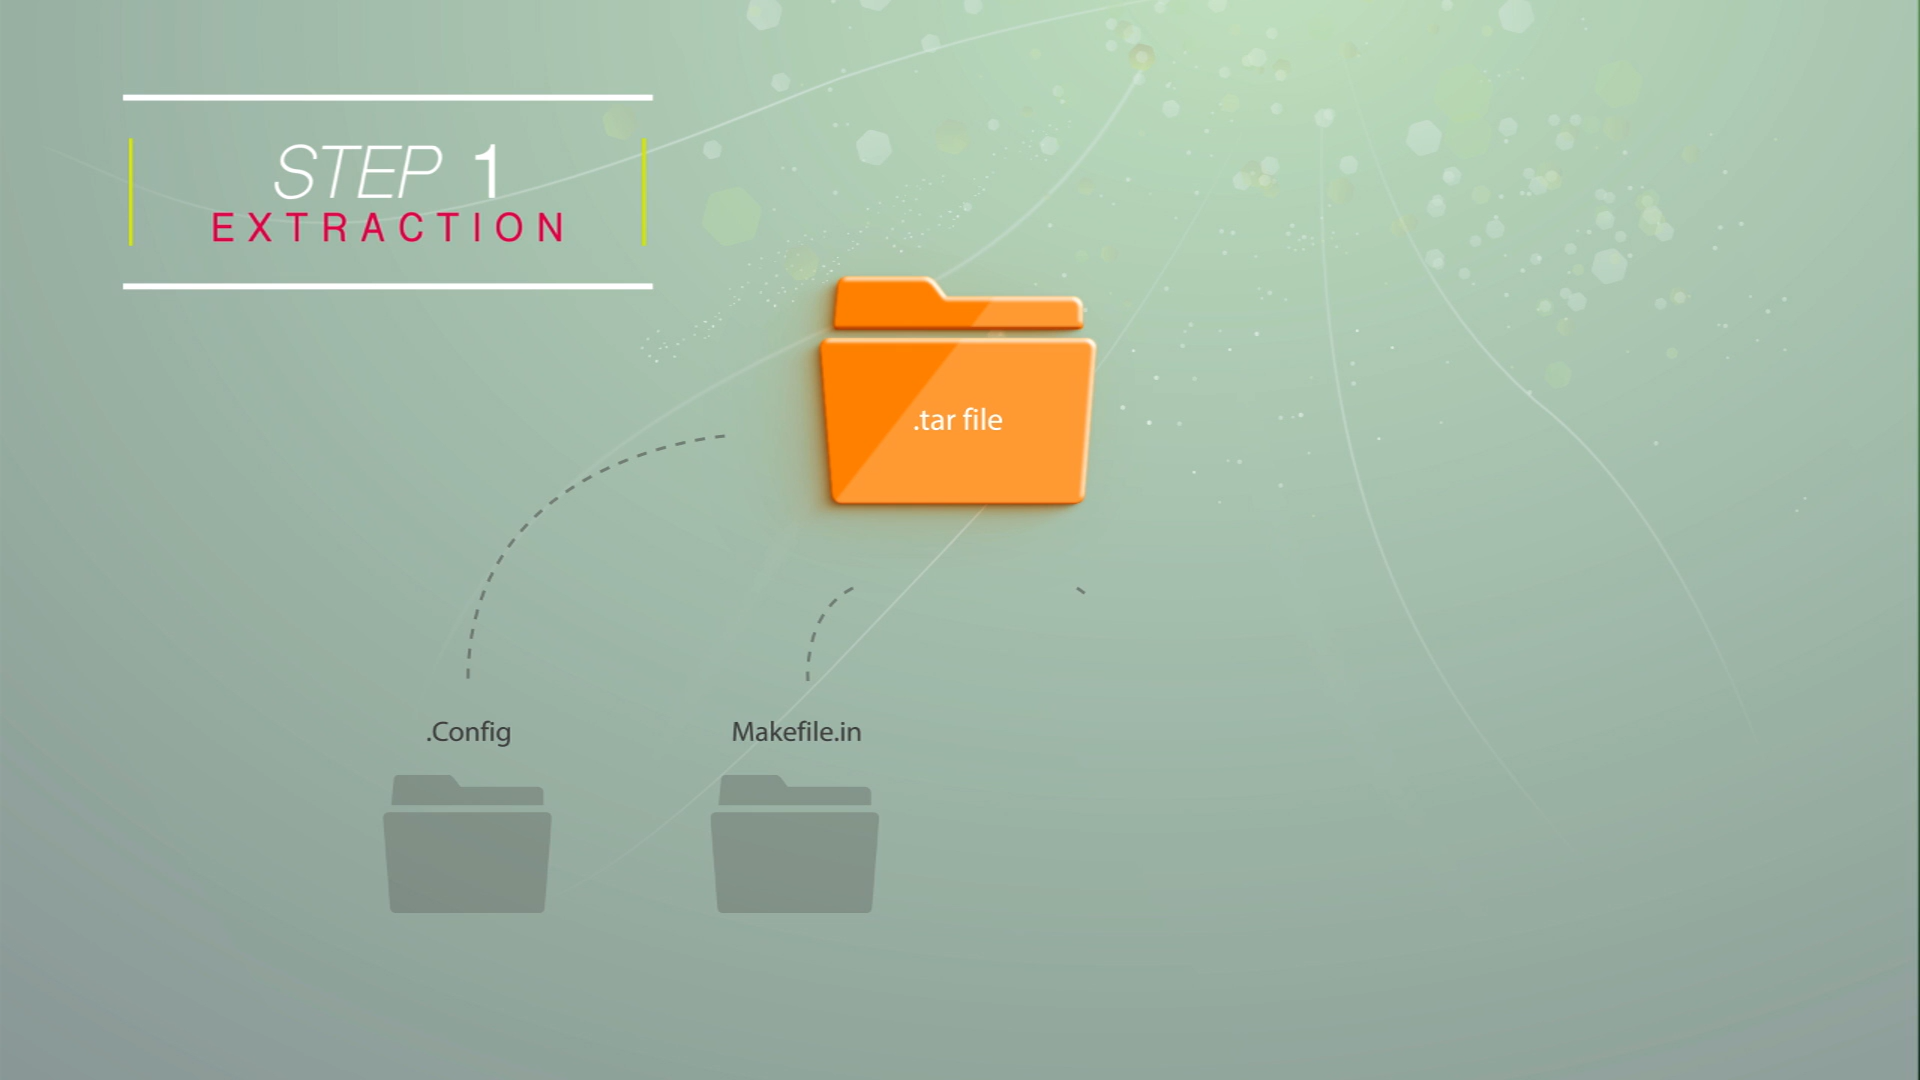 STEP 1
EXTRACTION
.tar file
.Config
Makefile.in